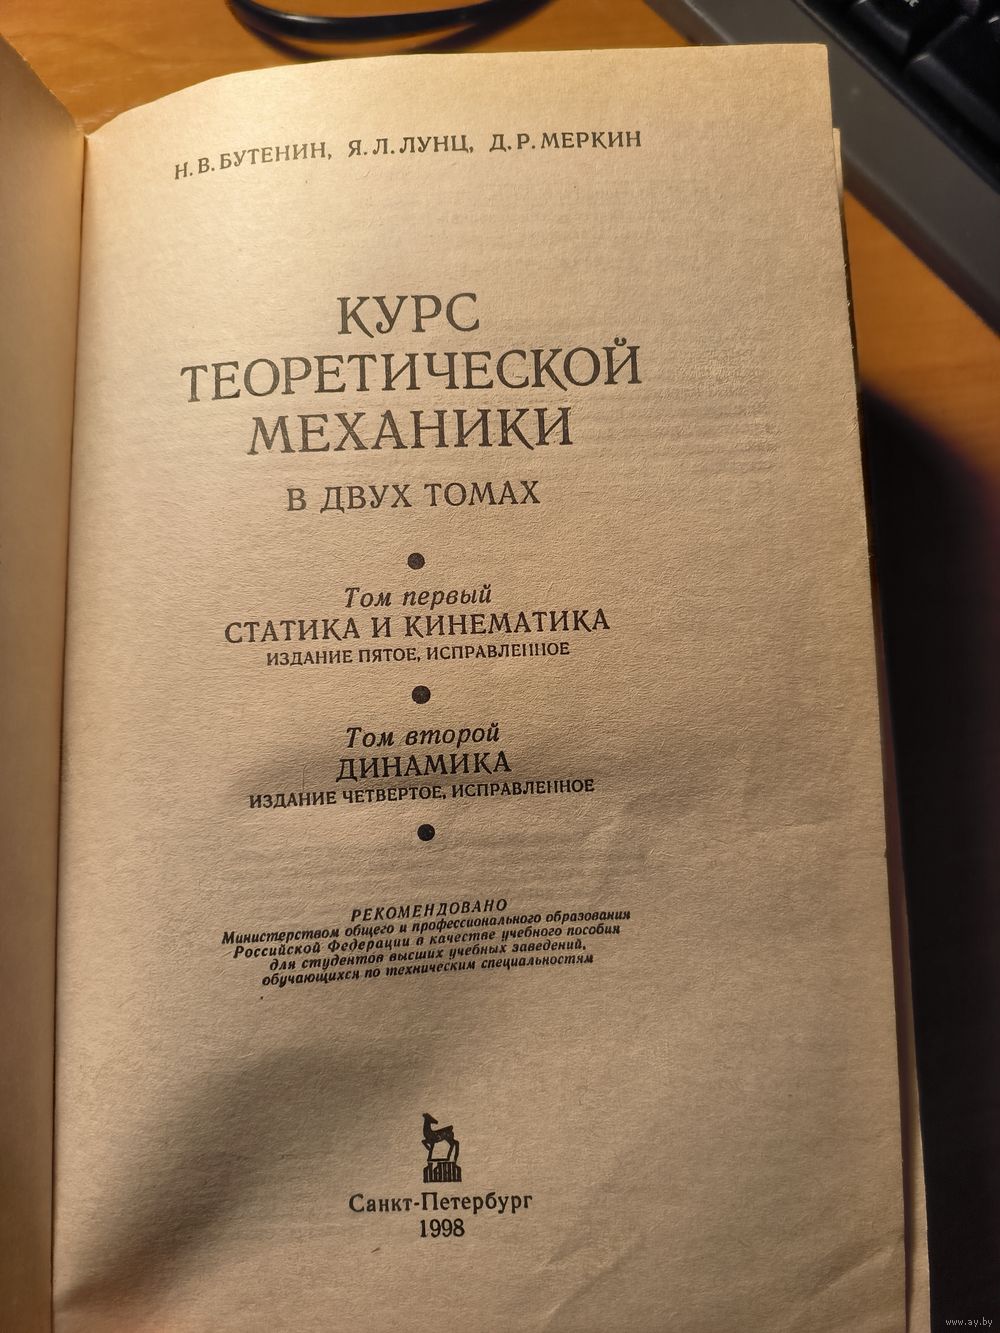 Н. В. БУТЕНИН, Я. Л. ЛУНЦ, Д. Р. МЕРКИН
КУРС
ТЕОРЕТИЧЕСКОЙ
МЕХАНИКИ
В ДВУХ ТОМАХ
Том первый
СТАТИКА И КИНЕМАТИКА
ИЗДАНИЕ ПЯТОЕ, ИСПРАВЛЕННОЕ
Том второй
ДИНАМИКА
ИЗДАНИЕ ЧЕТВЕРТОЕ, ИСПРАВЛЕННОЕ
РЕКОМЕНДОВАНО
Министерством общего и профессионального образования
Российской Федерации в качестве учебного пособия
для студентов высших учебных заведений,
обучающихся по техническим специальностям
ЛАНЬ
Санкт-Петербург
1998
www.ay.by